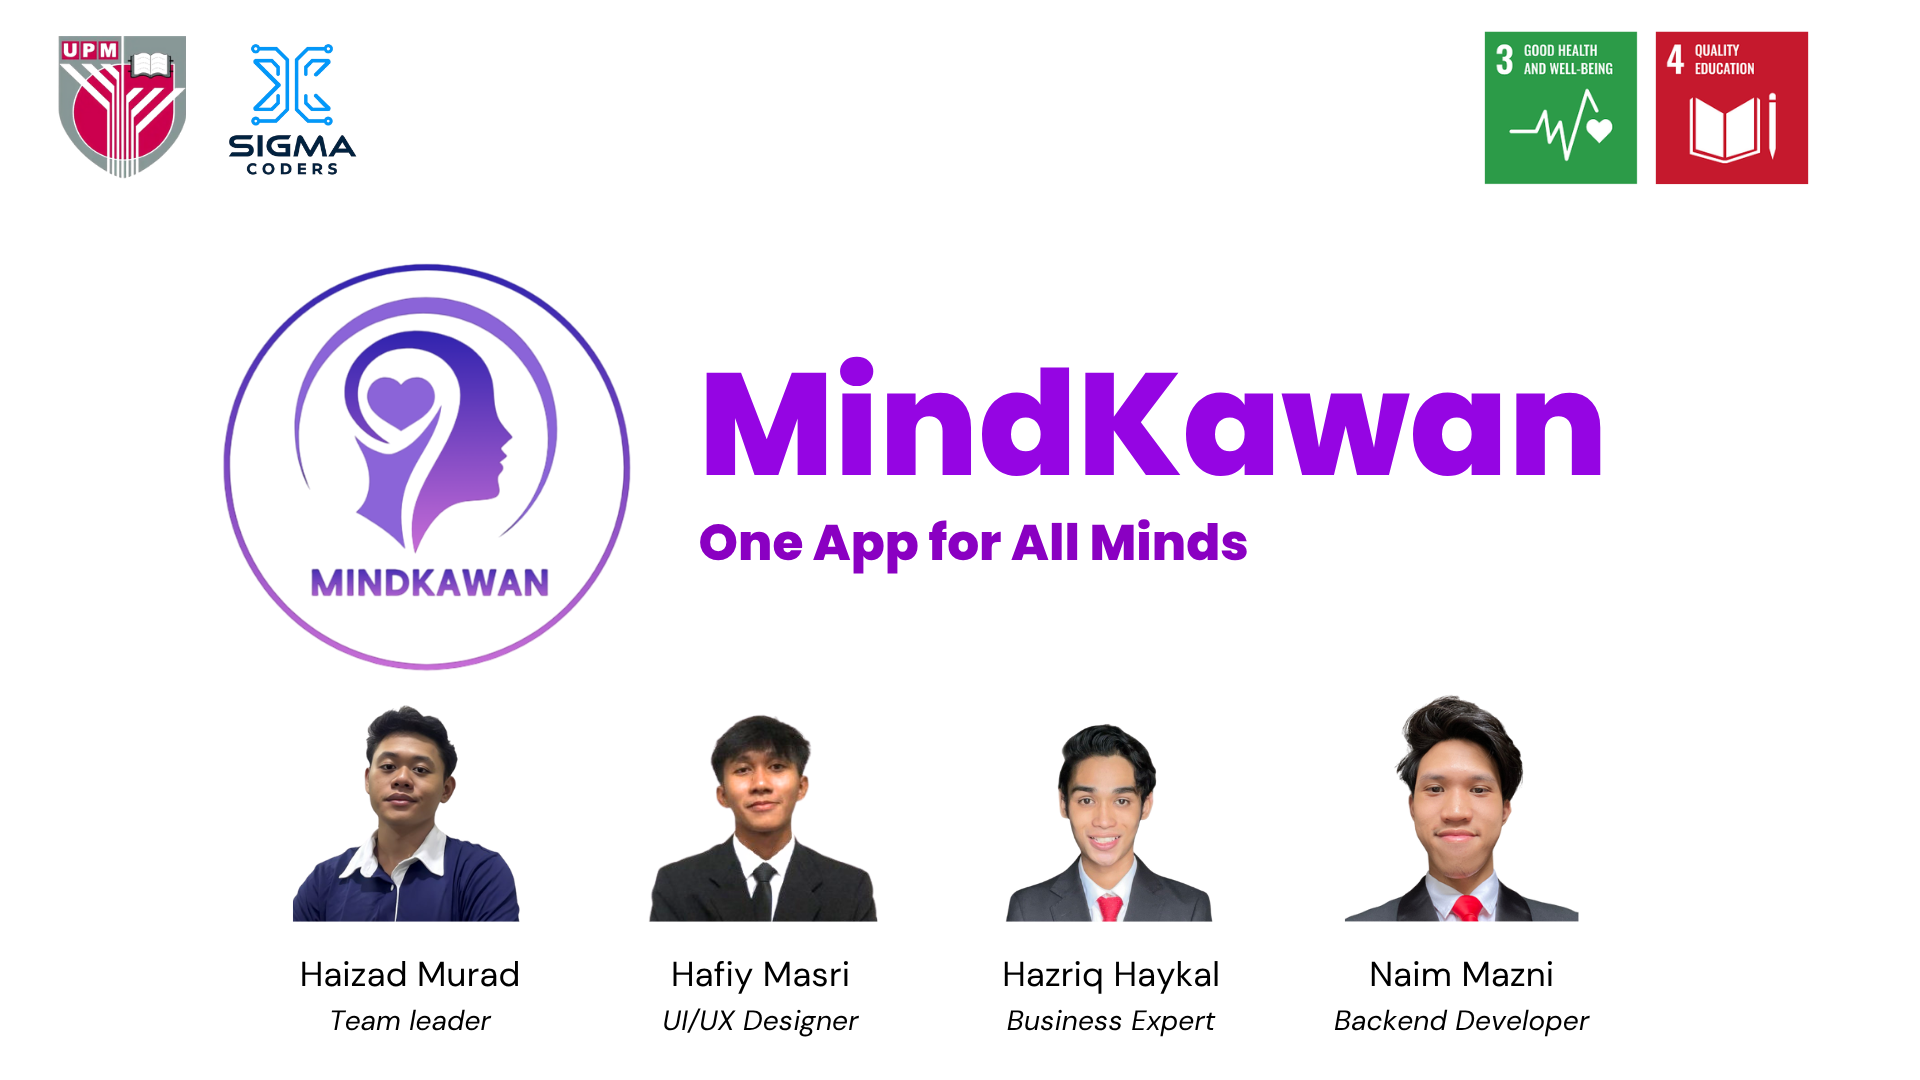 UPM
SIGMA
CODERS
3 GOOD HEALTH
AND WELL-BEING
4 QUALITY
EDUCATION
MINDKAWAN
MindKawan
One App for All Minds
Haizad Murad
Team leader
Hafiy Masri
UI/UX Designer
Hazriq Haykal
Business Expert
Naim Mazni
Backend Developer